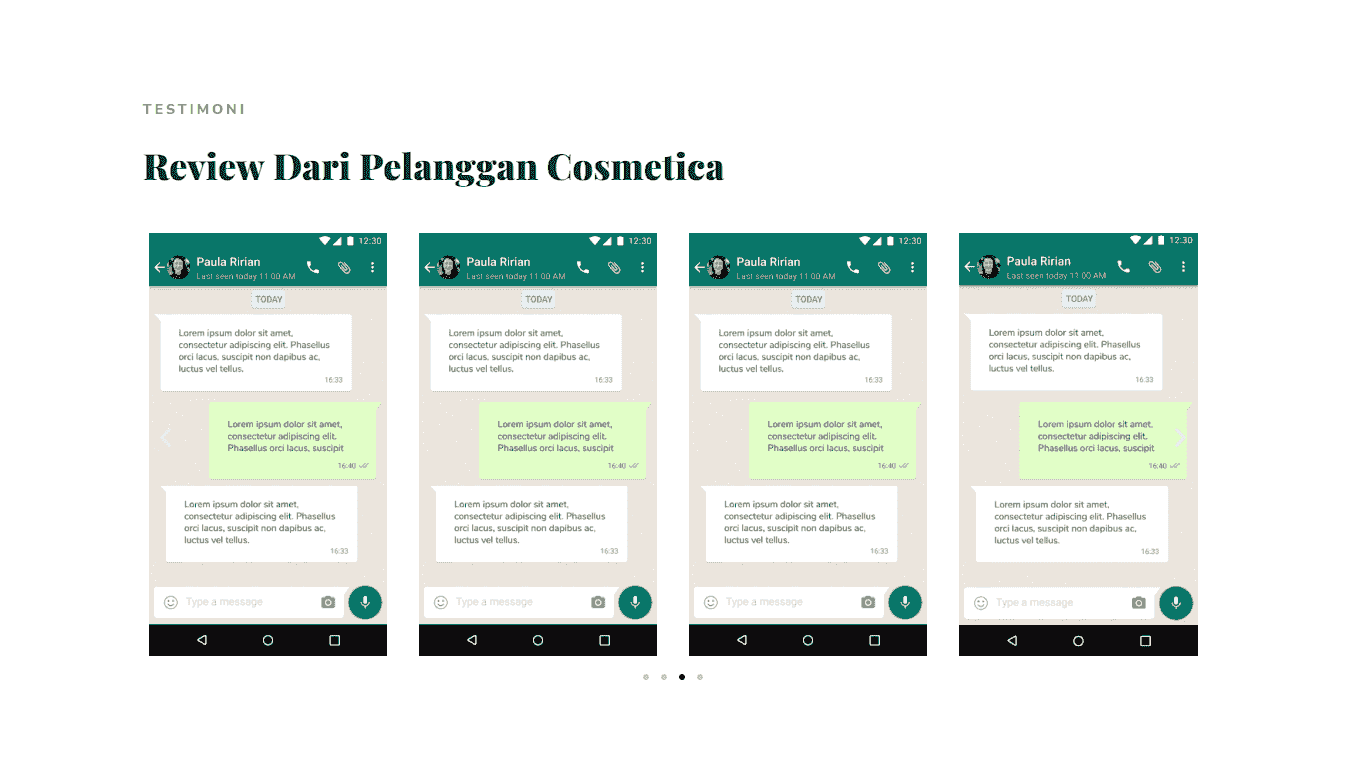 TESTIMONI
Review Dari Pelanggan Cosmetica
12:30
Paula Ririan
Last seen today 11:00 AM
TODAY
Lorem ipsum dolor sit amet,
consectetur adipiscing elit. Phasellus
orci lacus, suscipit non dapibus ac,
luctus vel tellus.
16:33
Lorem ipsum dolor sit amet,
consectetur adipiscing elit.
Phasellus orci lacus, suscipit
16:40
Lorem ipsum dolor sit amet,
consectetur adipiscing elit. Phasellus
orci lacus, suscipit non dapibus ac,
luctus vel tellus.
16:33
Type a message
12:30
Paula Ririan
Last seen today 11:00 AM
TODAY
Lorem ipsum dolor sit amet,
consectetur adipiscing elit. Phasellus
orci lacus, suscipit non dapibus ac,
luctus vel tellus.
16:33
Lorem ipsum dolor sit amet,
consectetur adipiscing elit.
Phasellus orci lacus, suscipit
16:40
Lorem ipsum dolor sit amet,
consectetur adipiscing elit. Phasellus
orci lacus, suscipit non dapibus ac,
luctus vel tellus.
16:33
Type a message
12:30
Paula Ririan
Last seen today 11:00 AM
TODAY
Lorem ipsum dolor sit amet,
consectetur adipiscing elit. Phasellus
orci lacus, suscipit non dapibus ac,
luctus vel tellus.
16:33
Lorem ipsum dolor sit amet,
consectetur adipiscing elit.
Phasellus orci lacus, suscipit
16:40
Lorem ipsum dolor sit amet,
consectetur adipiscing elit. Phasellus
orci lacus, suscipit non dapibus ac,
luctus vel tellus.
16:33
Type a message
12:30
Paula Ririan
Last seen today 11:00 AM
TODAY
Lorem ipsum dolor sit amet,
consectetur adipiscing elit. Phasellus
orci lacus, suscipit non dapibus ac,
luctus vel tellus.
16:33
Lorem ipsum dolor sit amet,
consectetur adipiscing elit.
Phasellus orci lacus, suscipit
16:40
Lorem ipsum dolor sit amet,
consectetur adipiscing elit. Phasellus
orci lacus, suscipit non dapibus ac,
luctus vel tellus.
16:33
Type a message